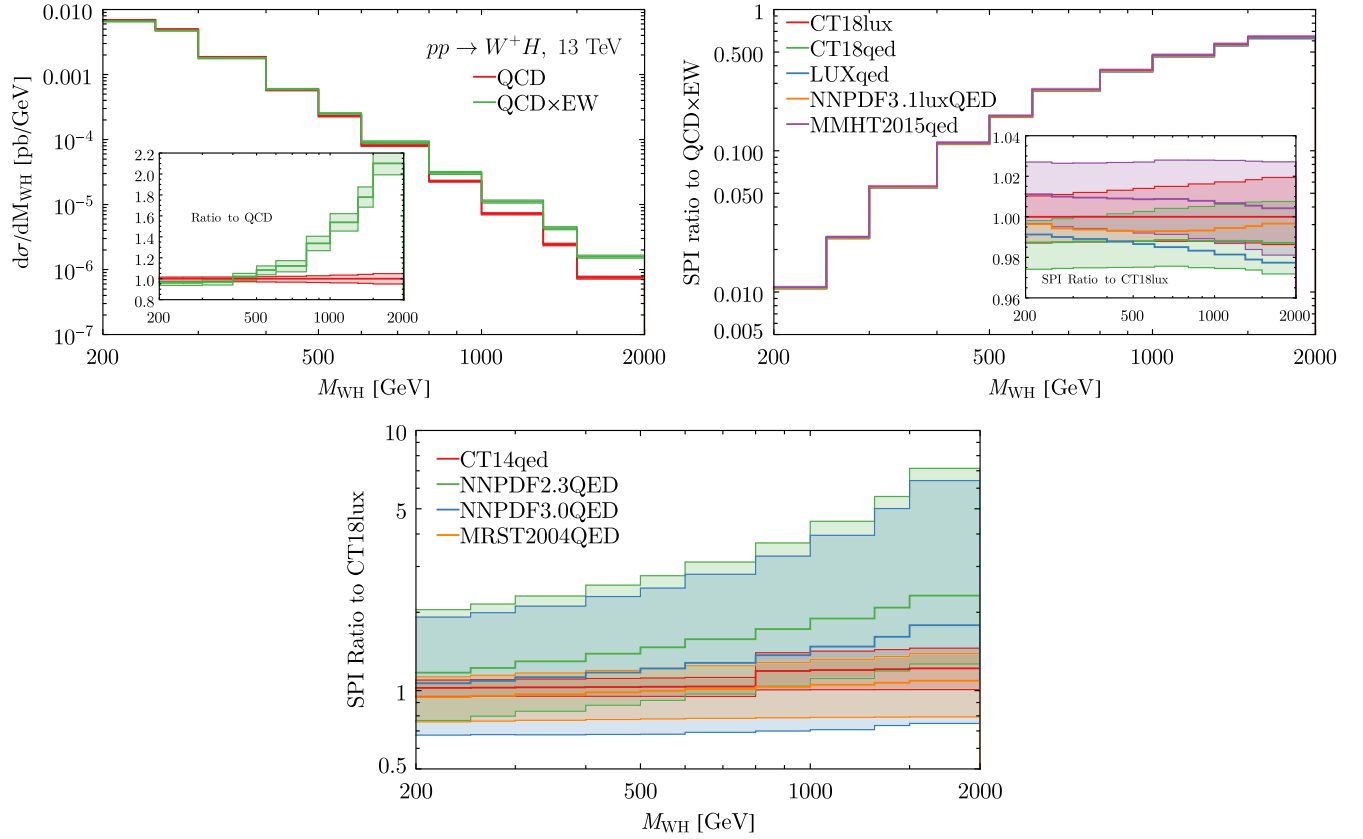 0.010
0.001
10⁻⁴
10⁻⁵
10⁻⁶
10⁻⁷
dσ/dM_WH [pb/GeV]
pp → W⁺H, 13 TeV
QCD
QCD×EW
2.2
2.0
1.8
1.6
1.4
1.2
1.0
0.8
Ratio to QCD
200 500 1000 2000
200 500 1000 2000
M_WH [GeV]
1
0.500
0.100
0.050
0.010
0.005
SPI ratio to QCD×EW
CT18lux
CT18qed
LUXqed
NNPDF3.1luxQED
MMHT2015qed
1.04
1.02
1.00
0.98
0.96
SPI Ratio to CT18lux
200 500 1000 2000
200 500 1000 2000
M_WH [GeV]
10
5
1
0.5
SPI Ratio to CT18lux
CT14qed
NNPDF2.3QED
NNPDF3.0QED
MRST2004QED
200 500 1000 2000
M_WH [GeV]